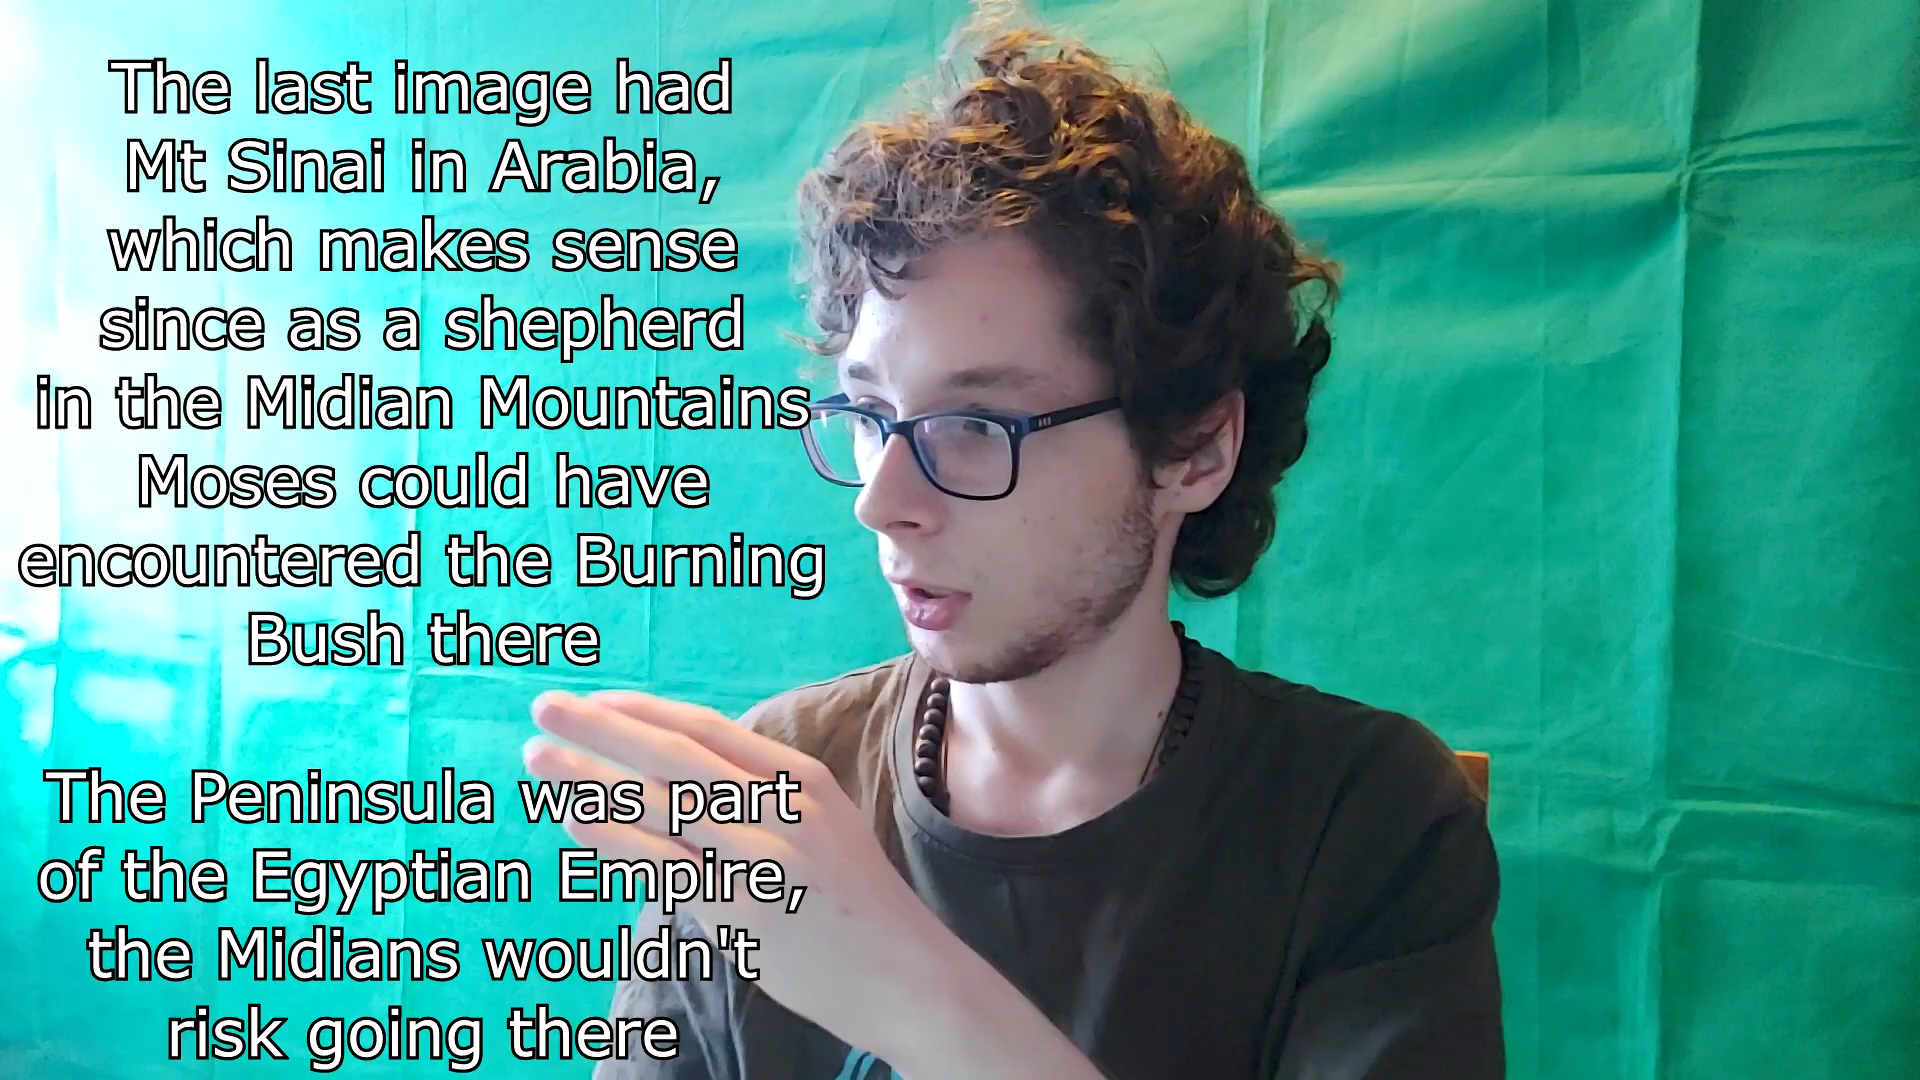 The last image had
Mt Sinai in Arabia,
which makes sense
since as a shepherd
in the Midian Mountains
Moses could have
encountered the Burning
Bush there
The Peninsula was part
of the Egyptian Empire,
the Midians wouldn't
risk going there